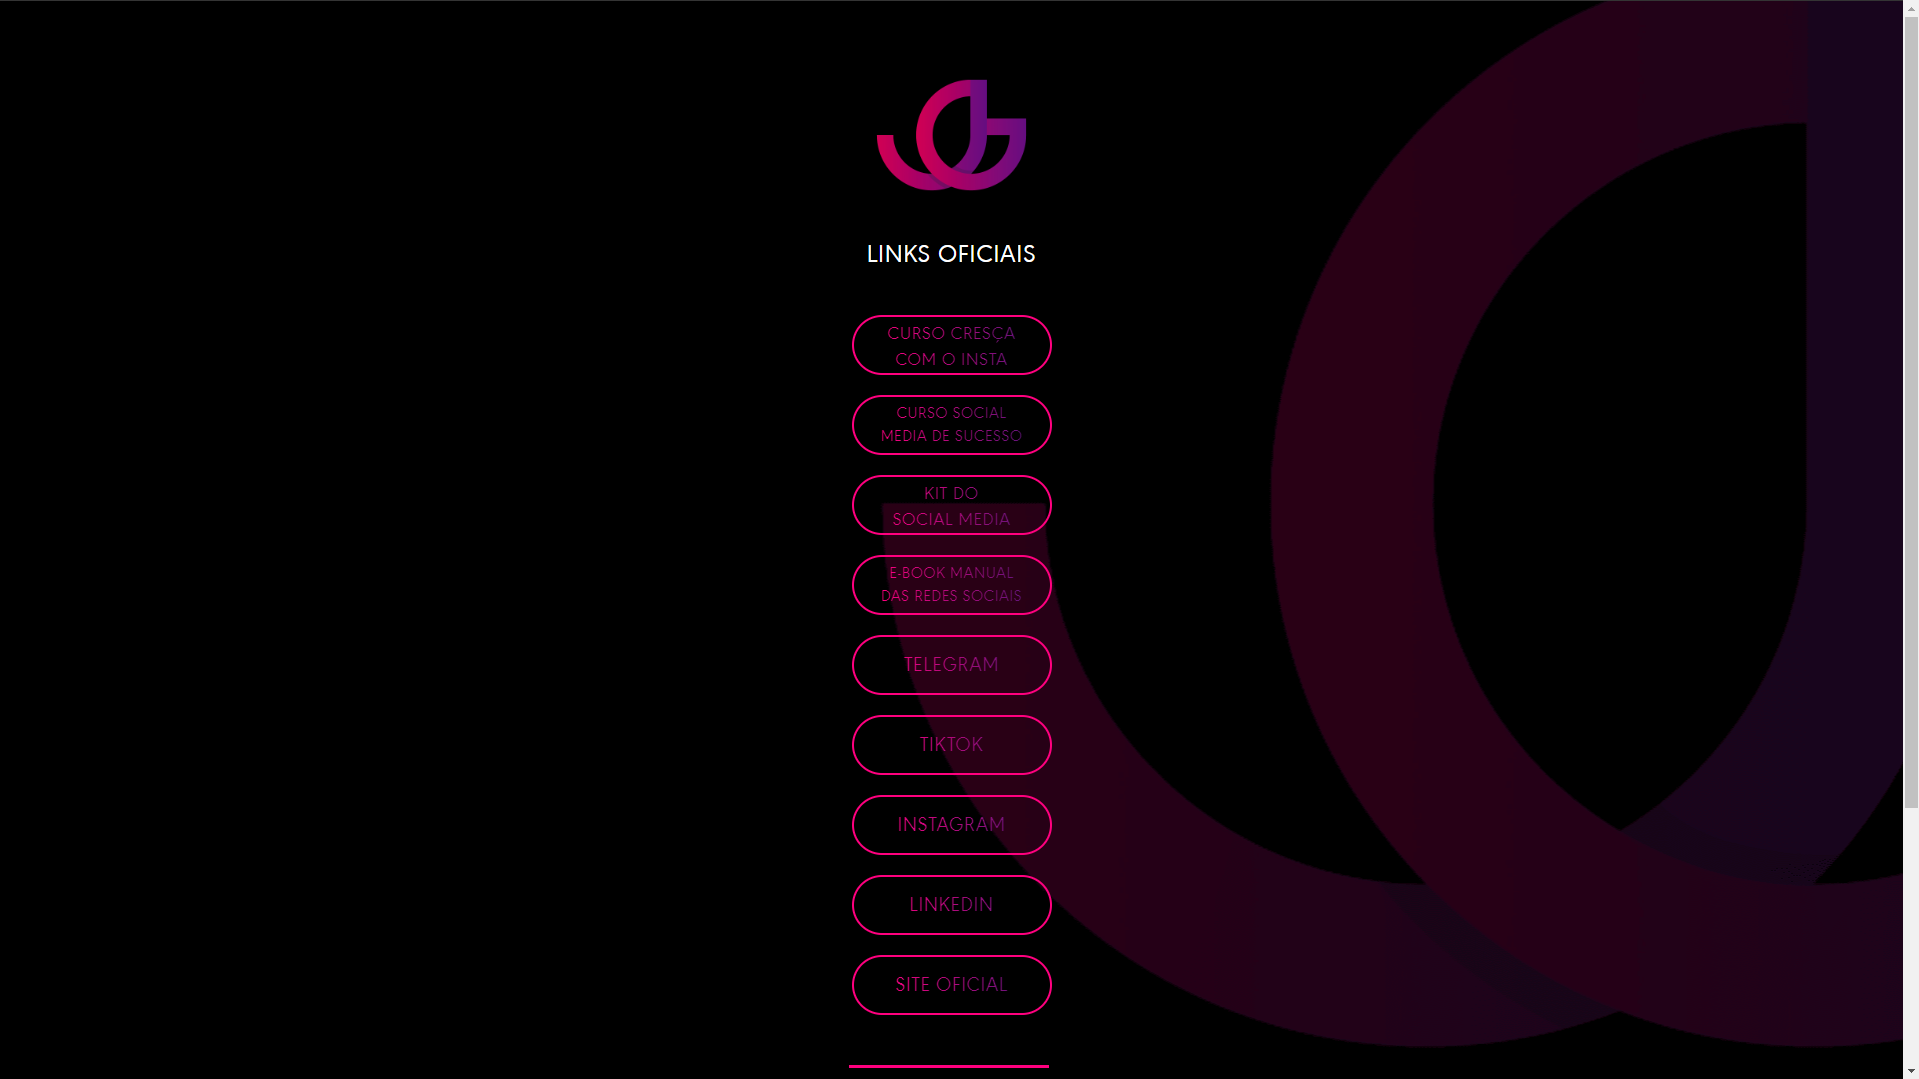 LINKS OFICIAIS
CURSO CRESÇA
COM O INSTA
CURSO SOCIAL
MEDIA DE SUCESSO
KIT DO
SOCIAL MEDIA
E-BOOK MANUAL
DAS REDES SOCIAIS
TELEGRAM
TIKTOK
INSTAGRAM
LINKEDIN
SITE OFICIAL